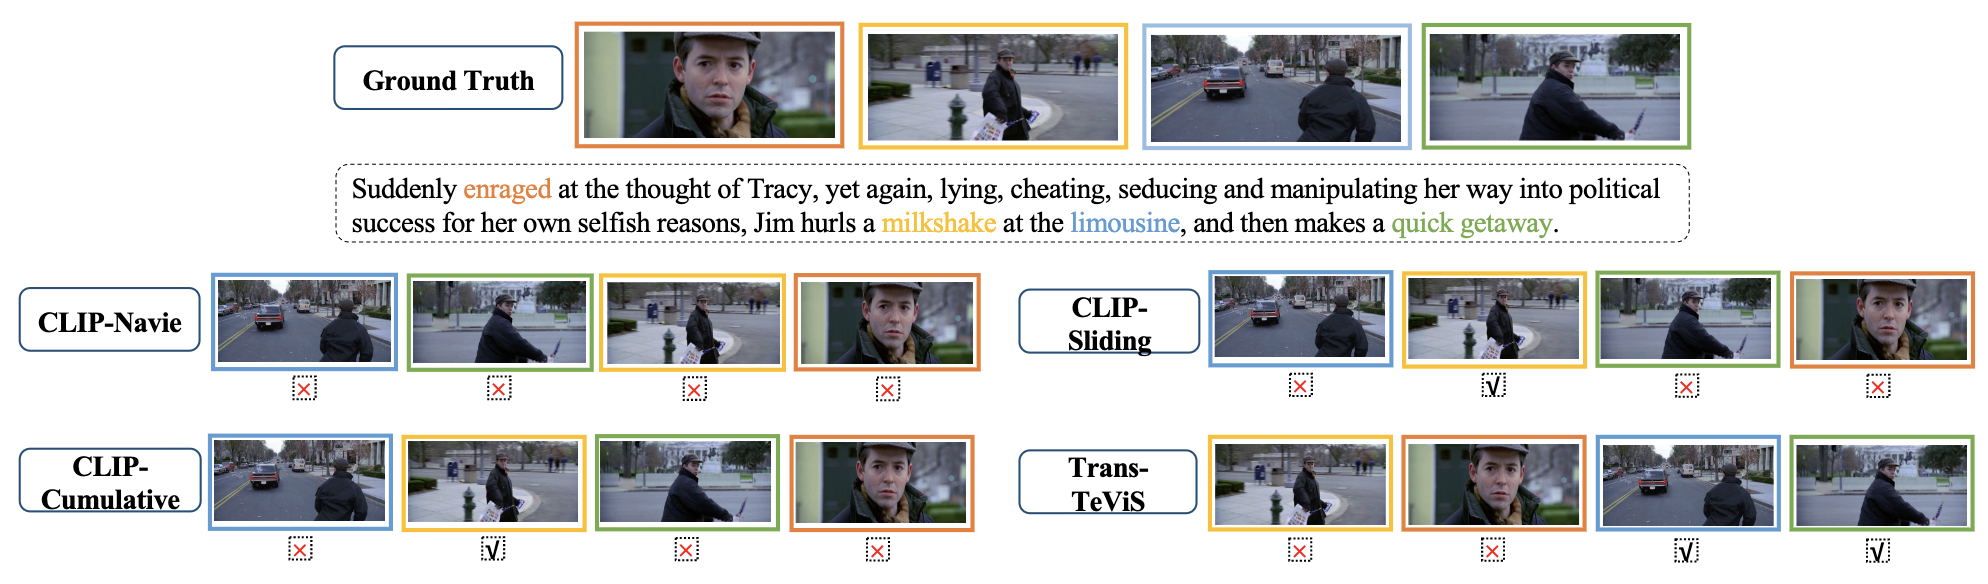 Ground Truth
Suddenly enraged at the thought of Tracy, yet again, lying, cheating, seducing and manipulating her way into political
success for her own selfish reasons, Jim hurls a milkshake at the limousine, and then makes a quick getaway.
CLIP-Navie
× × × ×
CLIP-
Sliding
× √ × ×
CLIP-
Cumulative
× √ × ×
Trans-
TeViS
× × √ √